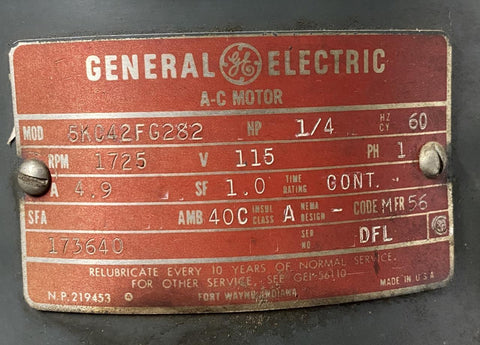 GENERAL GE ELECTRIC
A-C MOTOR
MOD 5KC42FG282 HP 1/4 HZ CY 60
RPM 1725 V 115 PH 1
A 4.9 SF 1.0 TIME RATING CONT.
SFA AMB 40C INSUL CLASS A NEMA DESIGN - CODE M FR 56
173640 SER NO DFL
RELUBRICATE EVERY 10 YEARS OF NORMAL SERVICE.
FOR OTHER SERVICE, SEE GEI-56110
N.P. 219453 FORT WAYNE, INDIANA MADE IN U.S.A.